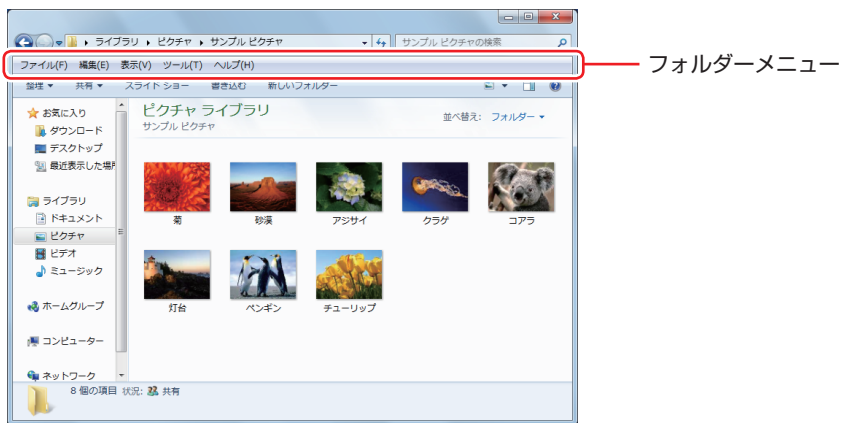 ライブラリ ピクチャ サンプル ピクチャ サンプル ピクチャの検索
ファイル(F) 編集(E) 表示(V) ツール(T) ヘルプ(H)
フォルダーメニュー
整理 共有 スライド ショー 書き込む 新しいフォルダー
お気に入り
ダウンロード
デスクトップ
最近表示した場所
ライブラリ
ドキュメント
ピクチャ
ビデオ
ミュージック
ホームグループ
コンピューター
ネットワーク
ピクチャ ライブラリ
サンプル ピクチャ
並べ替え: フォルダー
菊 砂漠 アジサイ クラゲ コアラ
灯台 ペンギン チューリップ
8 個の項目 状況: 共有